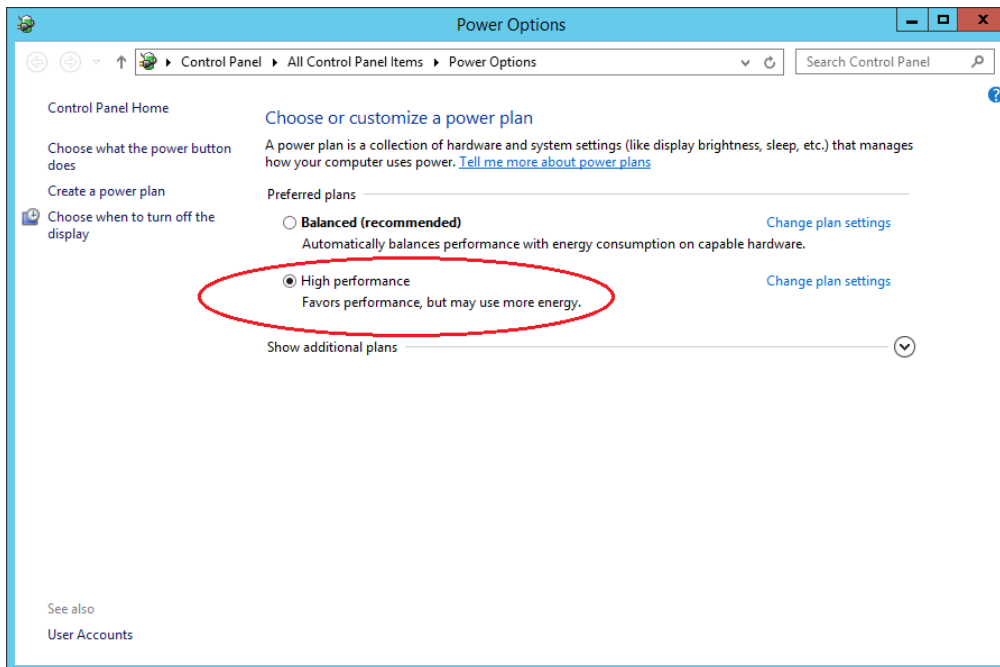 Power Options
Control Panel Home
Choose what the power button
does
Create a power plan
Choose when to turn off the
display
See also
User Accounts
Control Panel All Control Panel Items Power Options
Search Control Panel
Choose or customize a power plan
A power plan is a collection of hardware and system settings (like display brightness, sleep, etc.) that manages
how your computer uses power. Tell me more about power plans
Preferred plans
Balanced (recommended) Change plan settings
Automatically balances performance with energy consumption on capable hardware.
High performance Change plan settings
Favors performance, but may use more energy.
Show additional plans